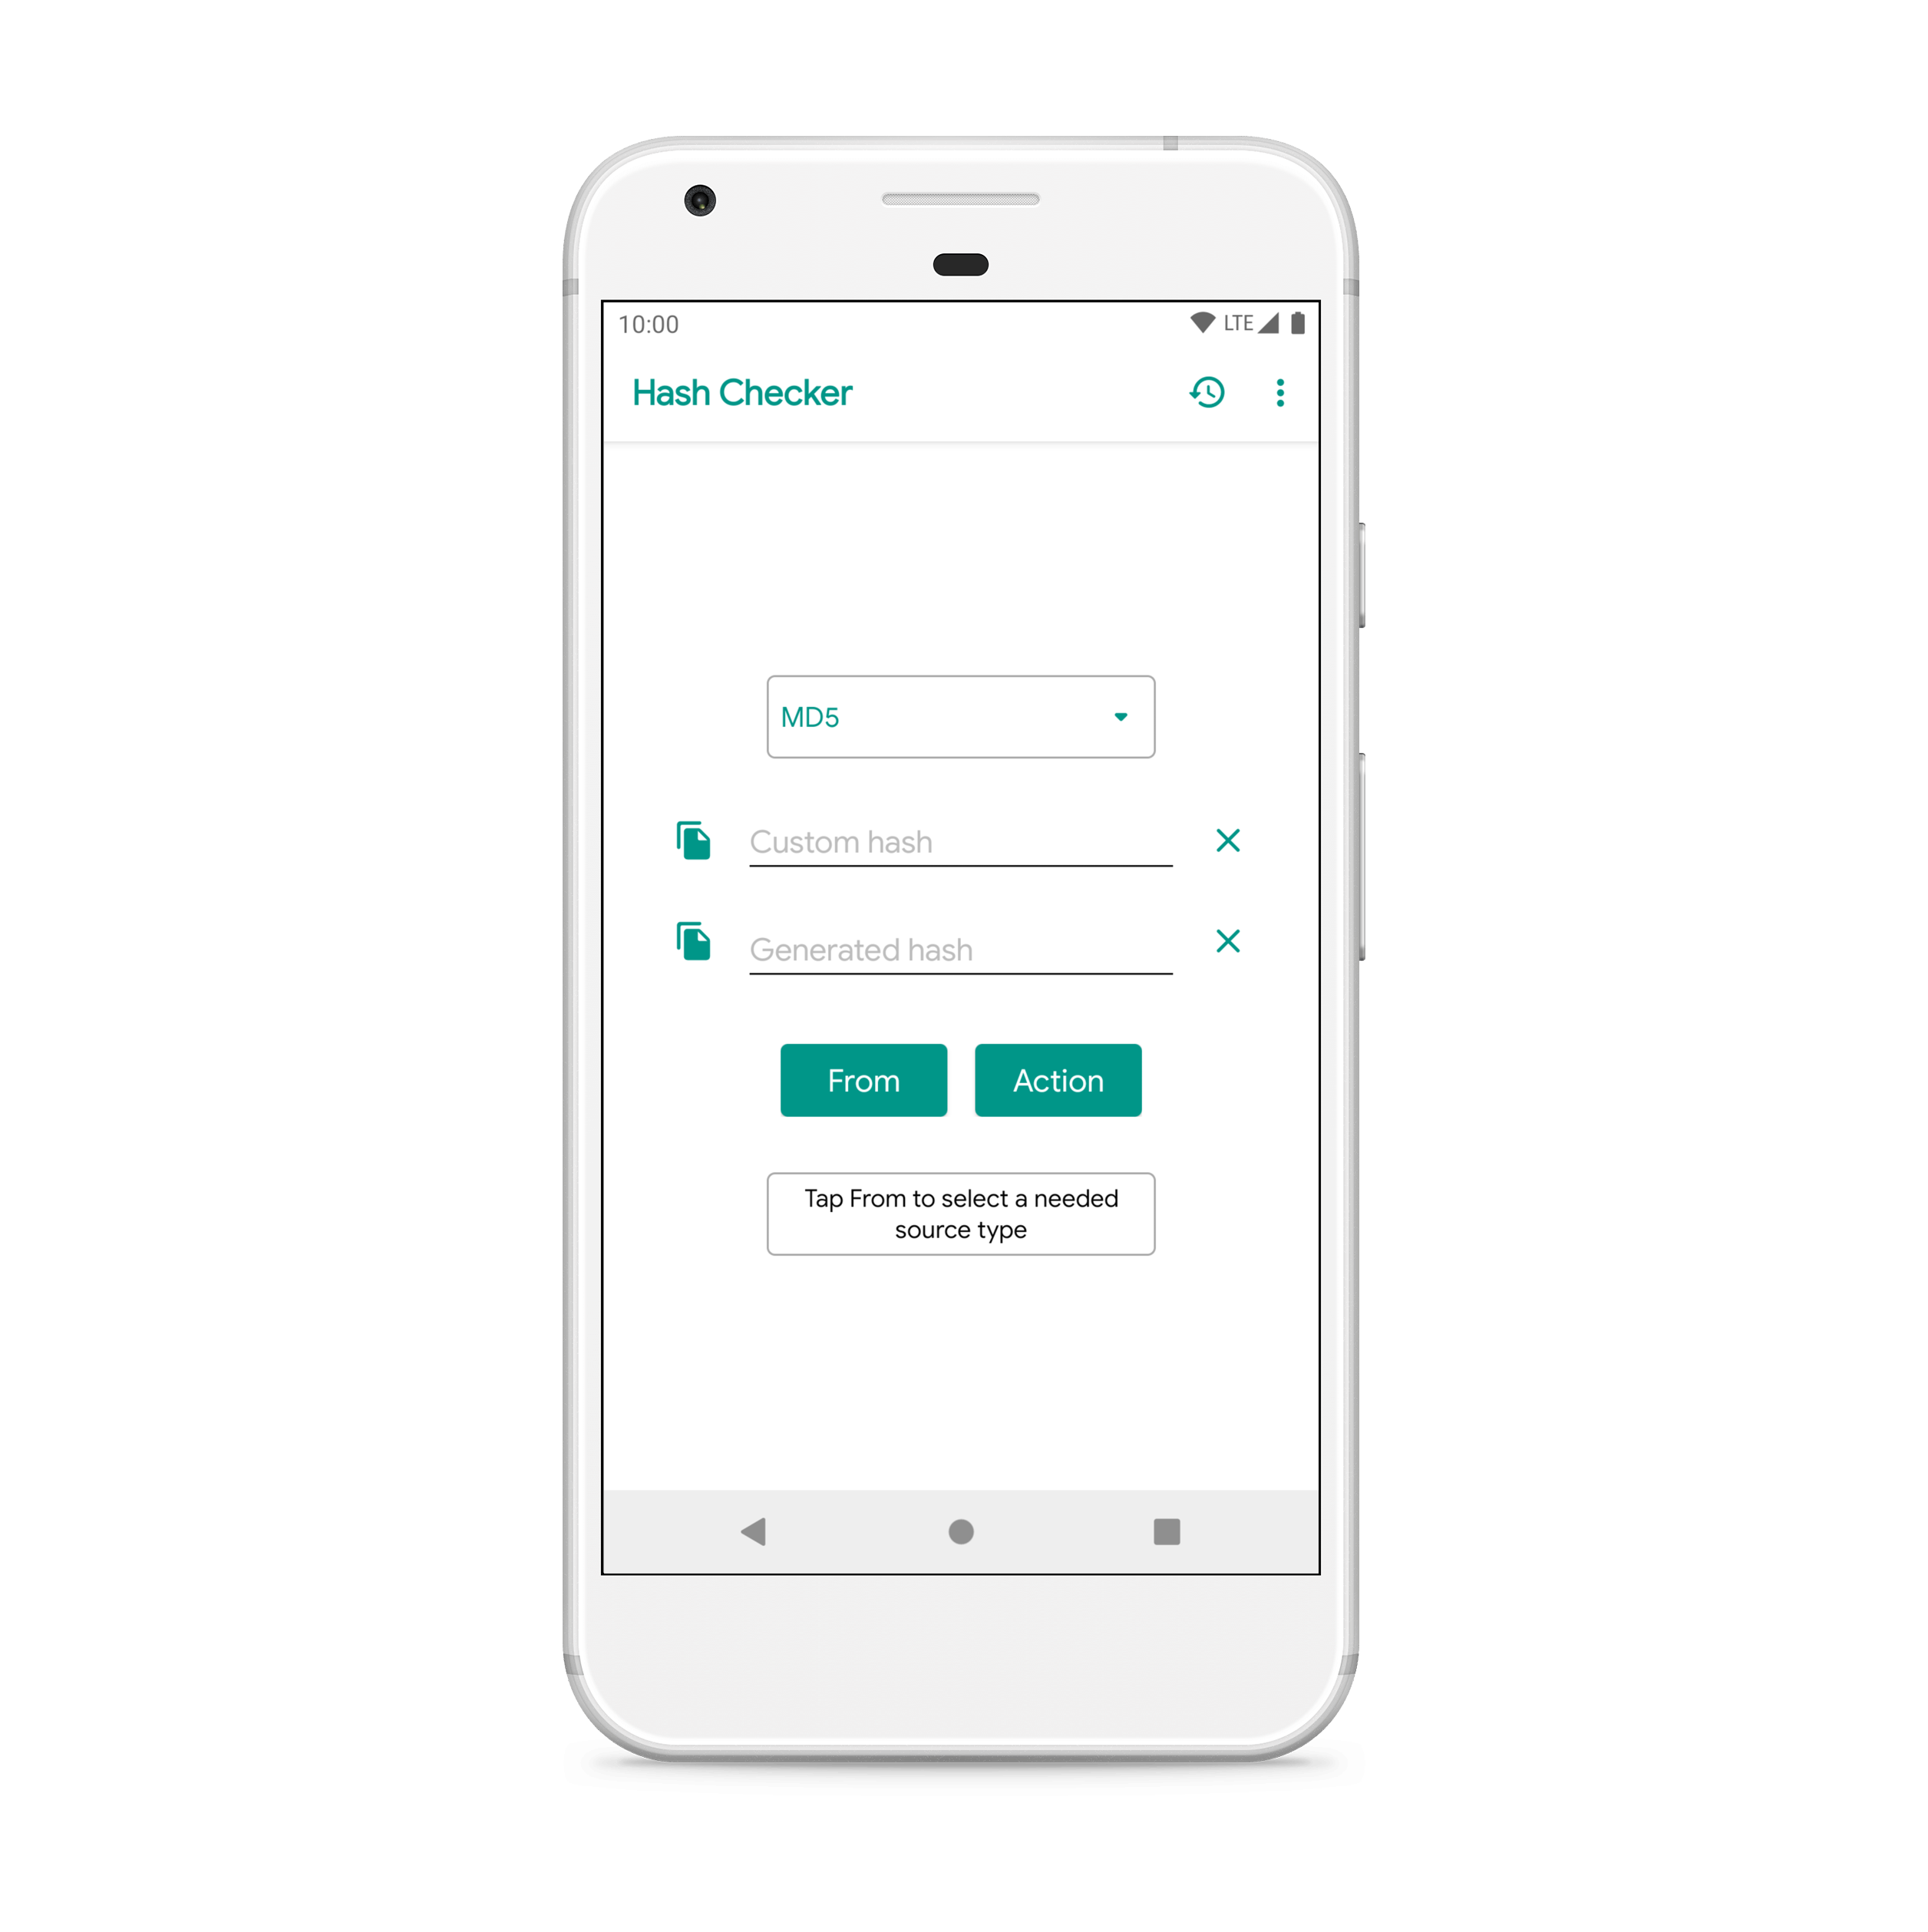 10:00
LTE
Hash Checker
MD5
Custom hash
Generated hash
From
Action
Tap From to select a needed
source type